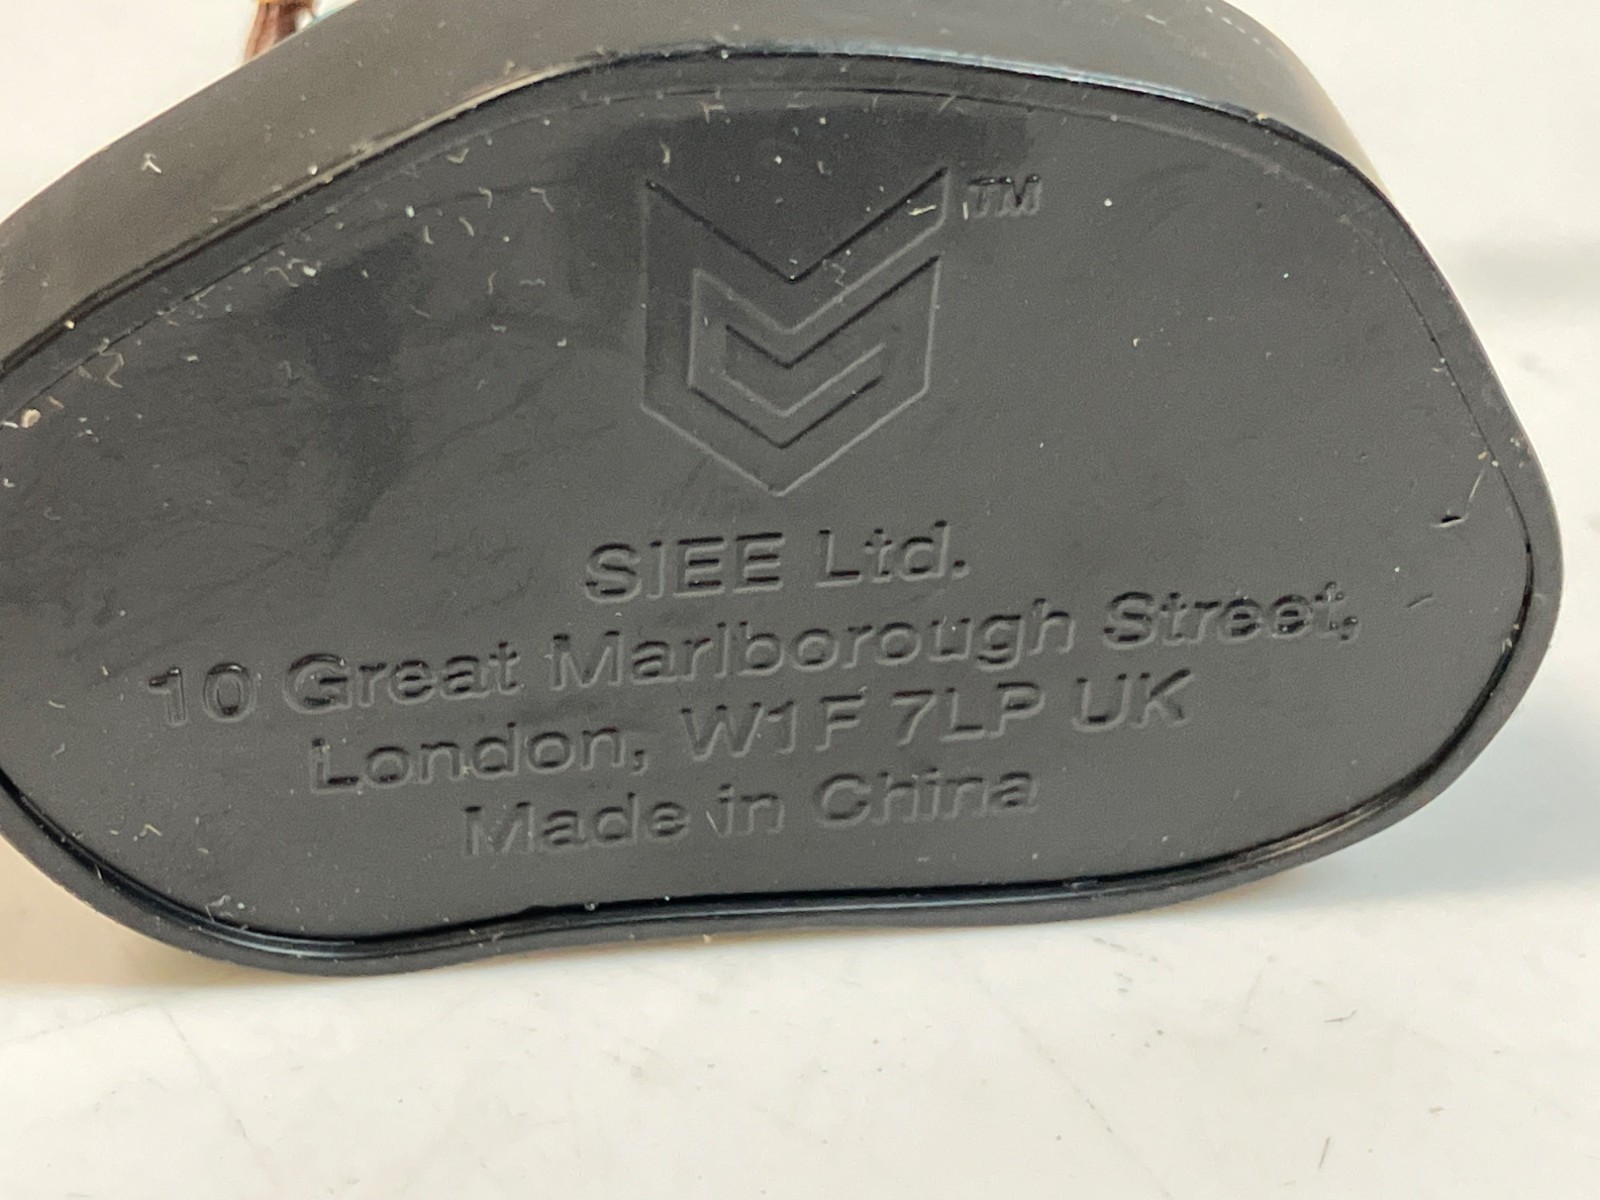 TM
SIEE Ltd.
10 Great Marlborough Street,
London, W1F 7LP UK
Made in China